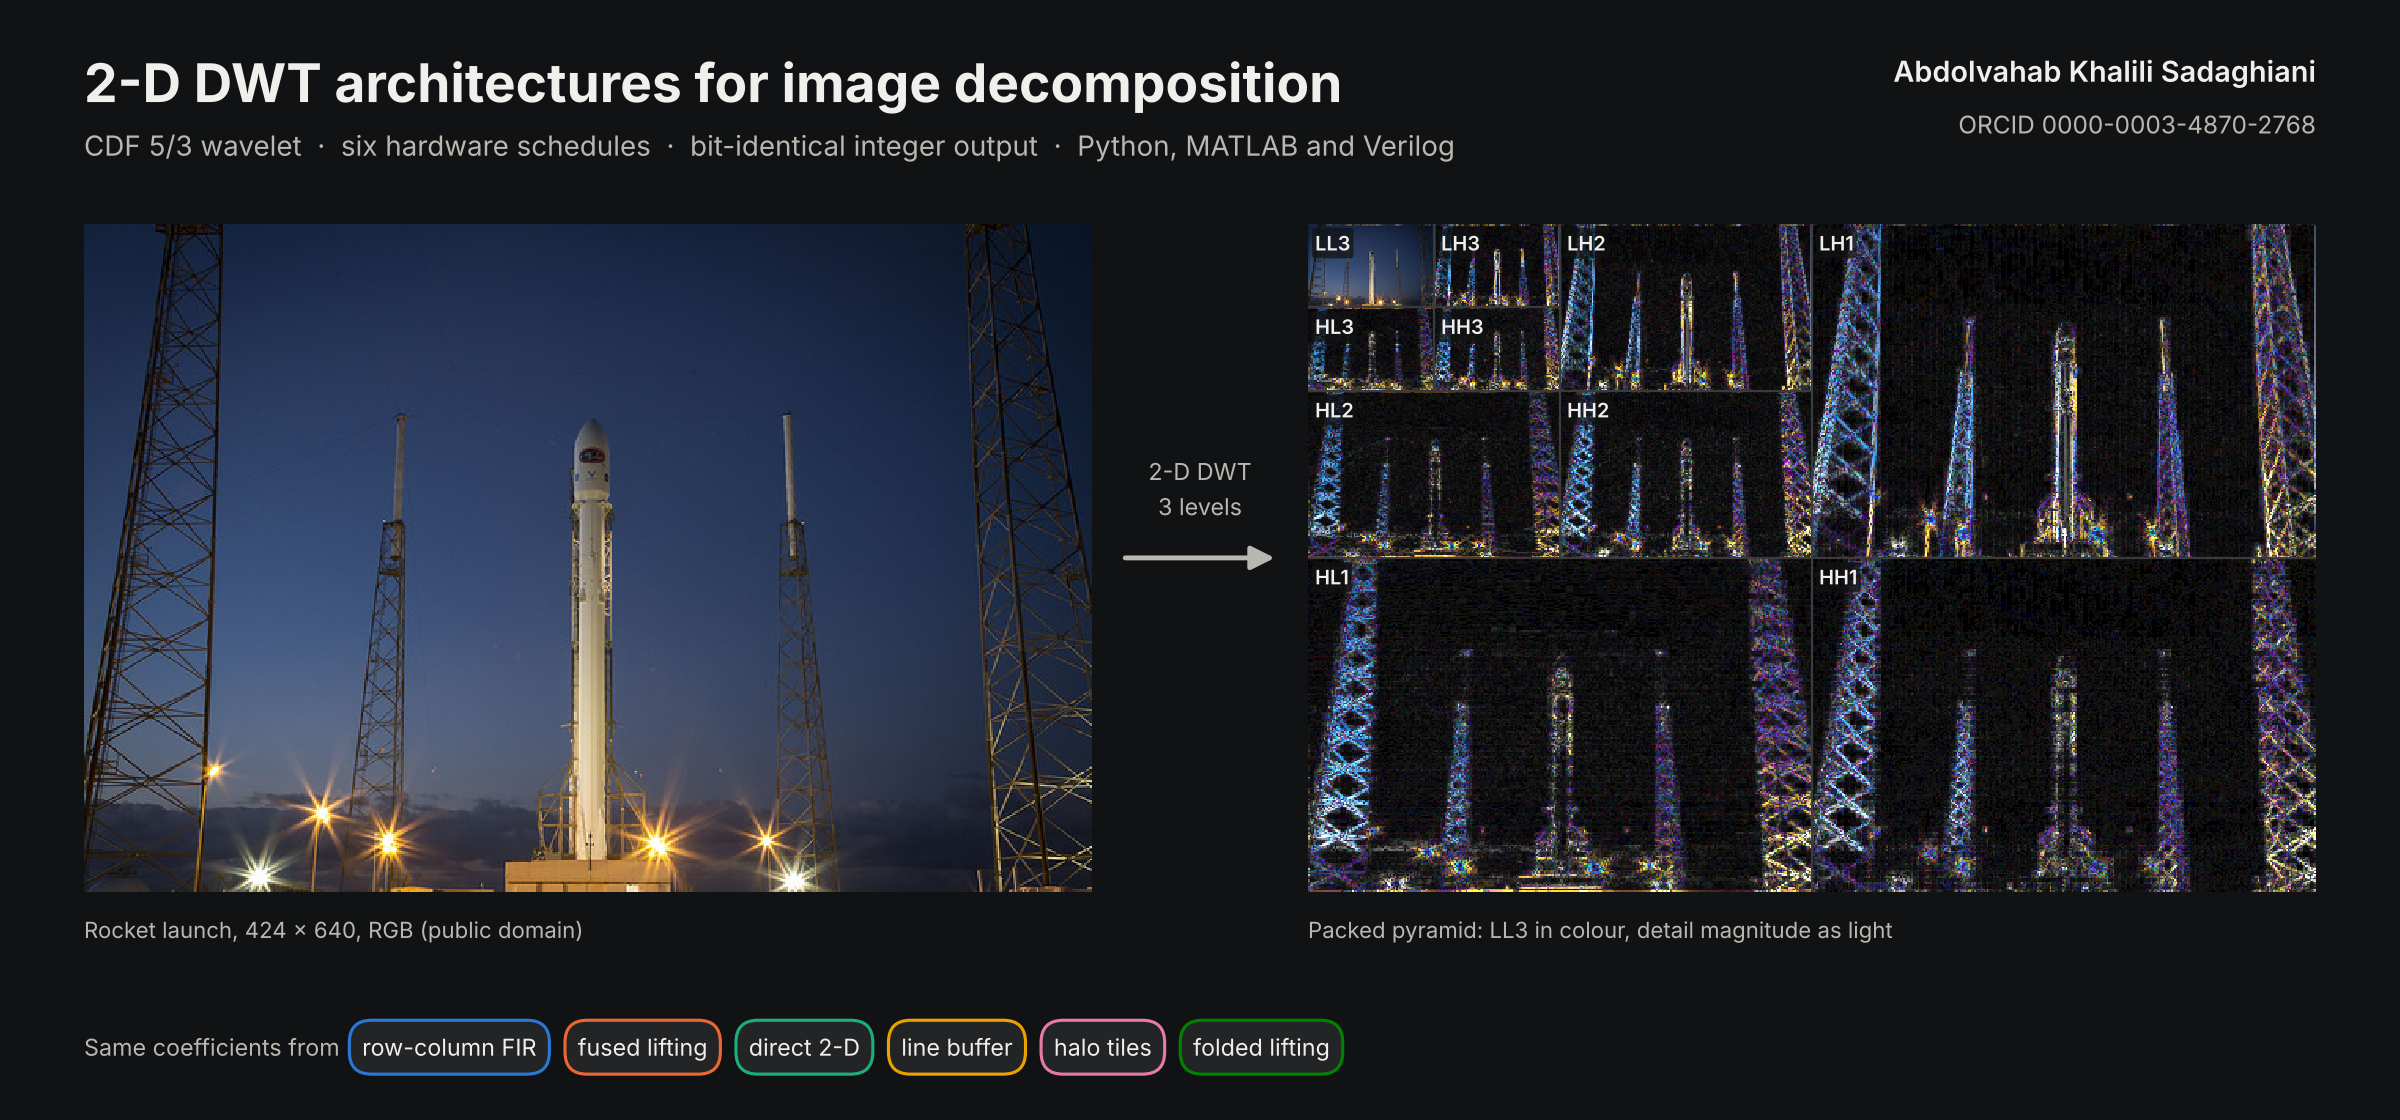 2-D DWT architectures for image decomposition
Abdolvahab Khalili Sadaghiani
CDF 5/3 wavelet · six hardware schedules · bit-identical integer output · Python, MATLAB and Verilog
ORCID 0000-0003-4870-2768
2-D DWT
3 levels
LL3
LH3
LH2
LH1
HL3
HH3
HL2
HH2
HL1
HH1
Rocket launch, 424 × 640, RGB (public domain)
Packed pyramid: LL3 in colour, detail magnitude as light
Same coefficients from
row-column FIR
fused lifting
direct 2-D
line buffer
halo tiles
folded lifting